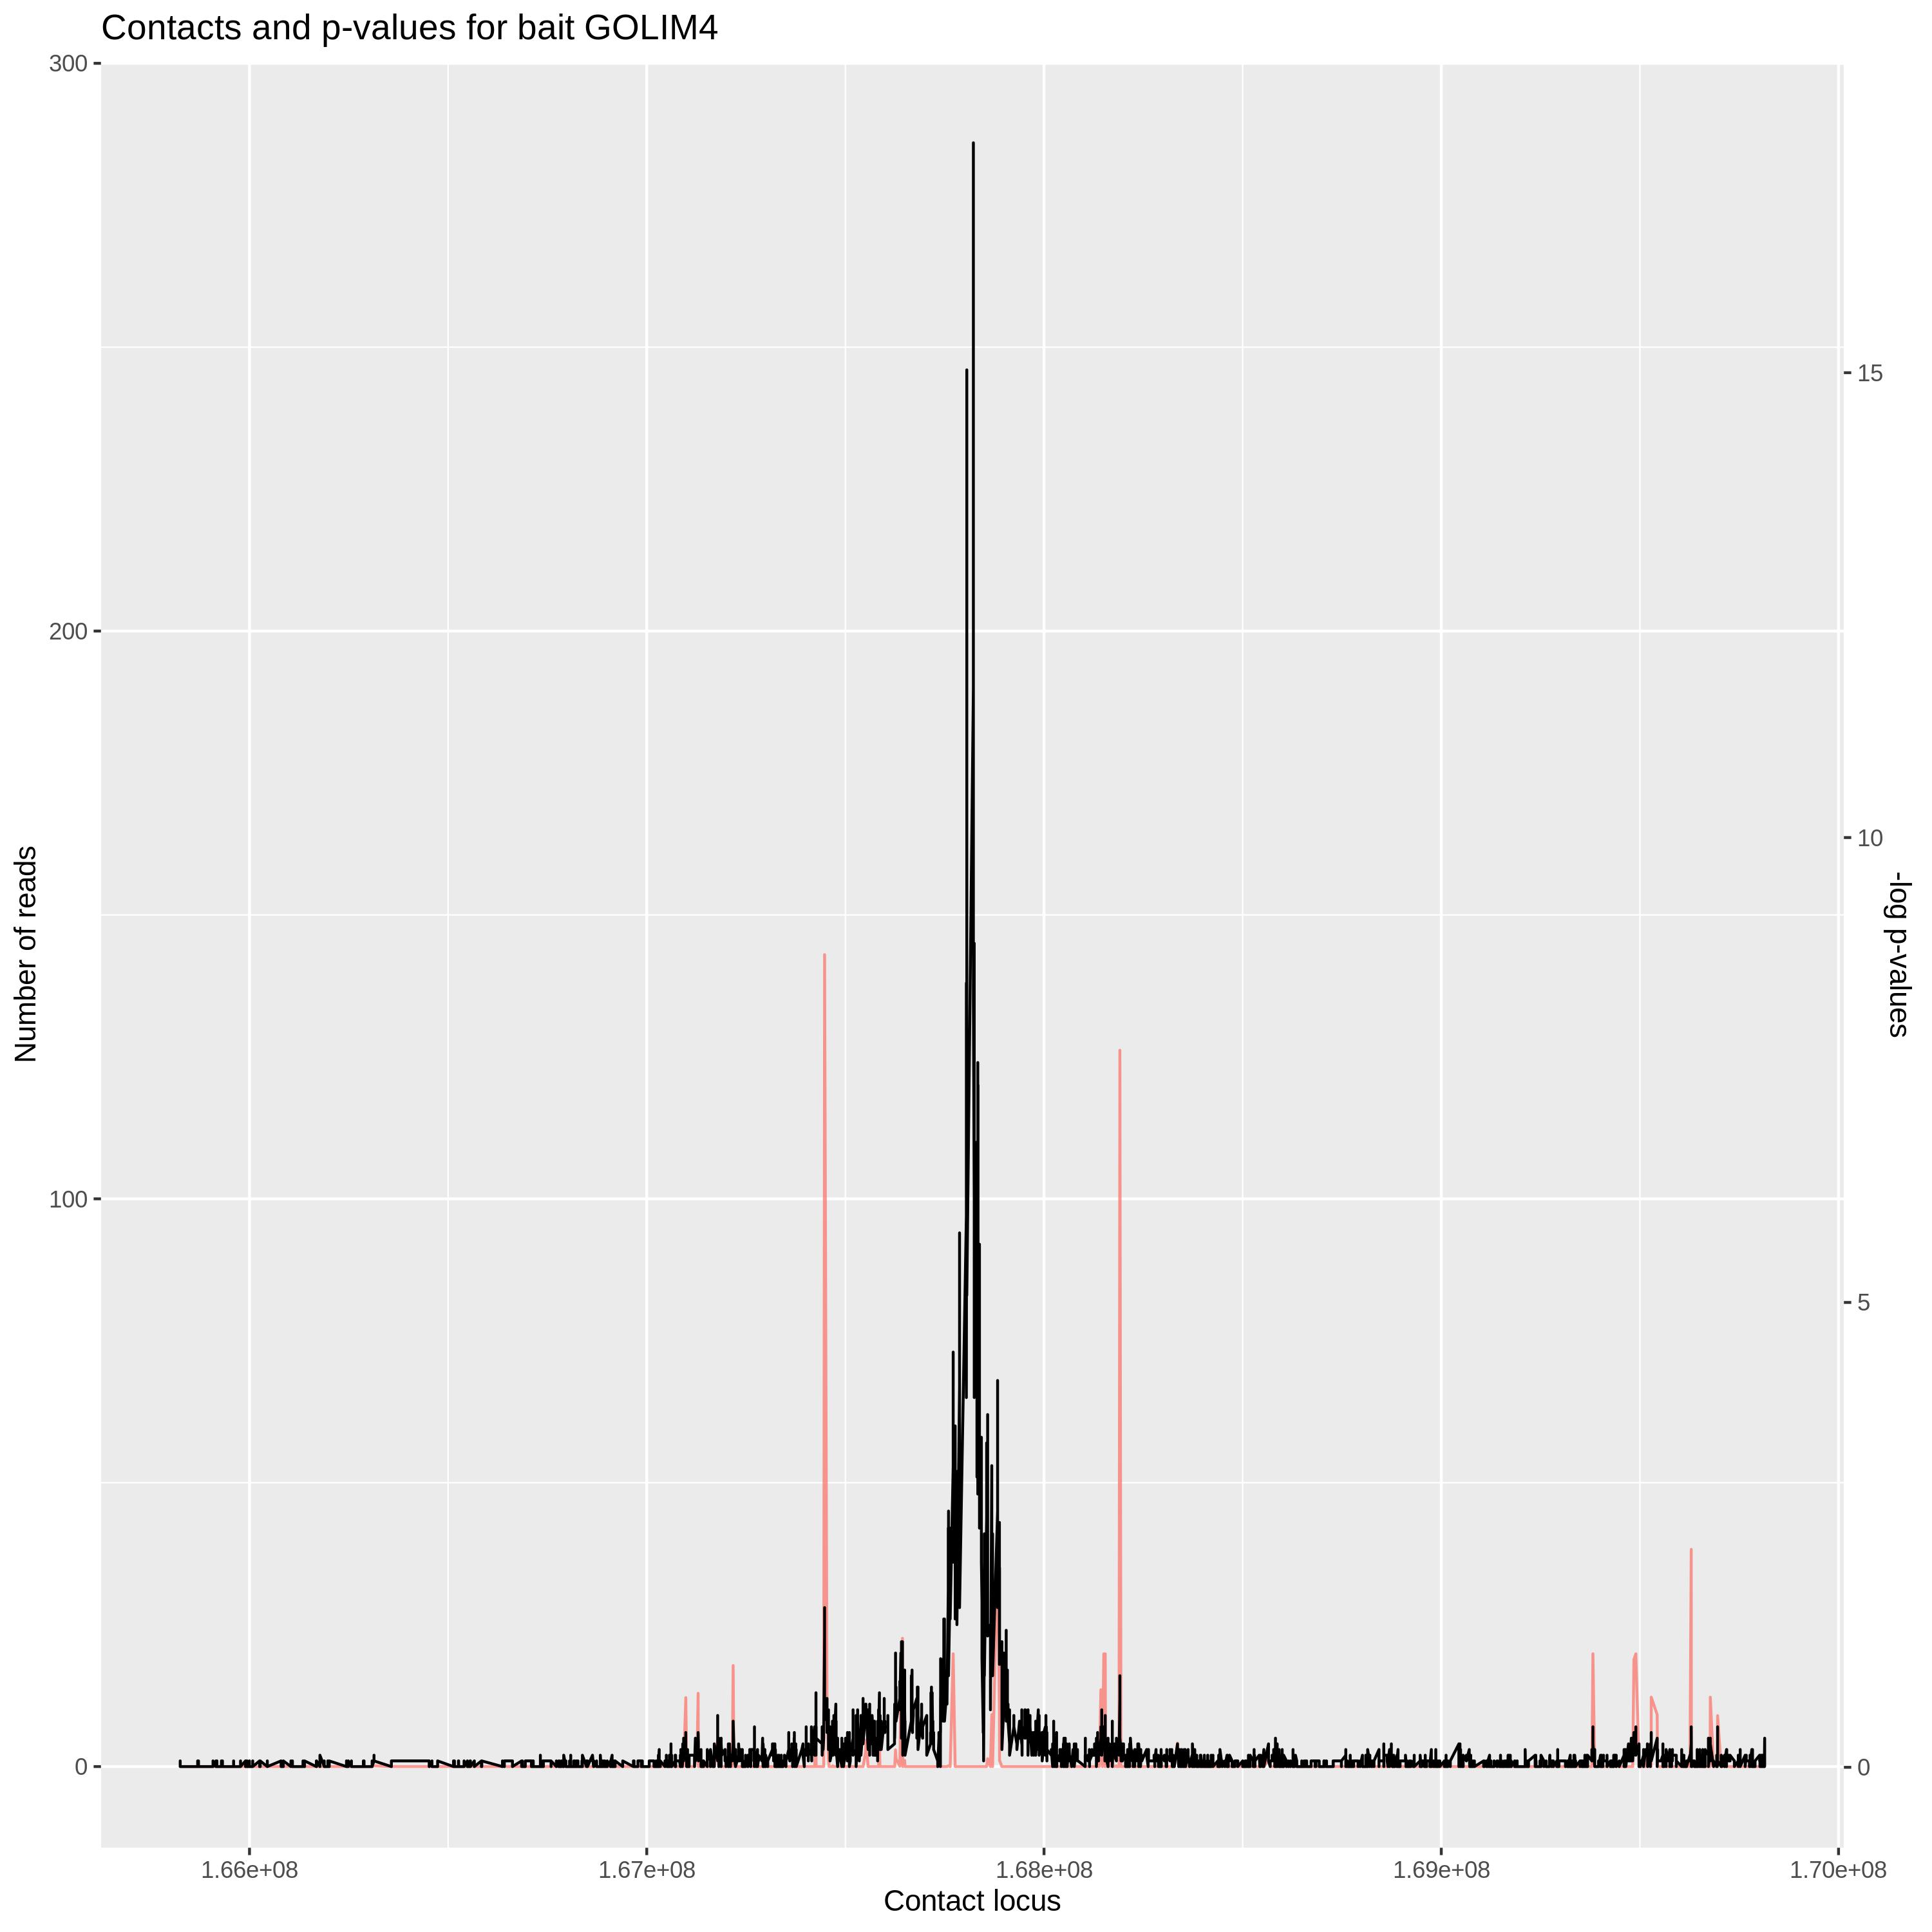 Contacts and p-values for bait GOLIM4
300
200
100
0
Number of reads
15
10
5
0
-log p-values
1.66e+08
1.67e+08
1.68e+08
1.69e+08
1.70e+08
Contact locus